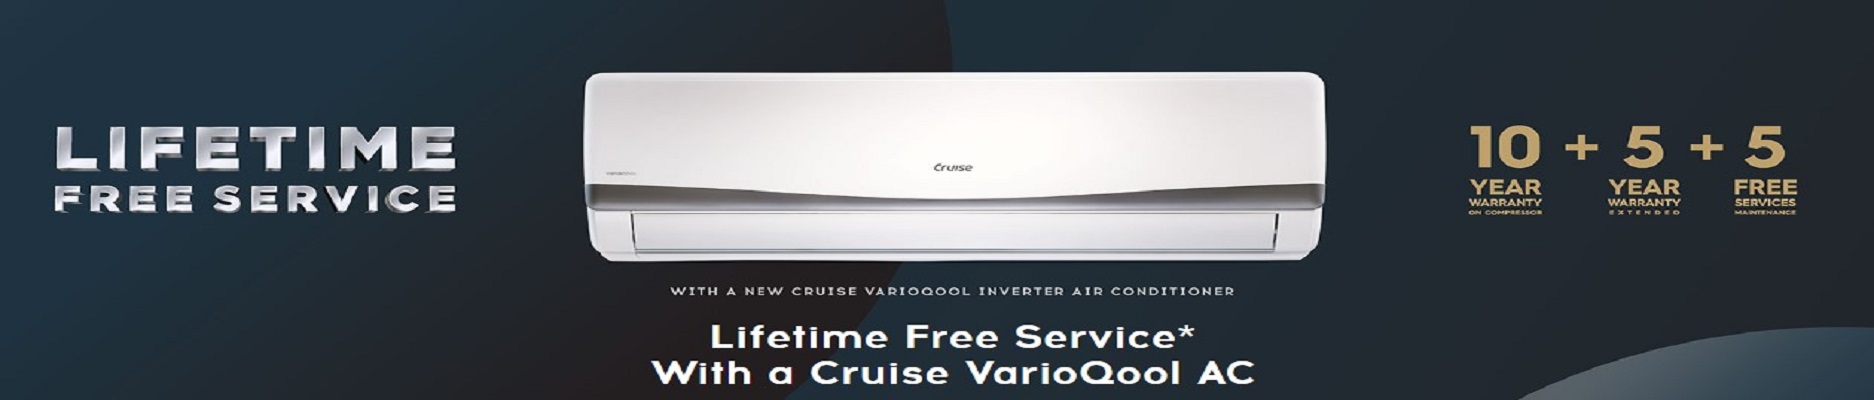 LIFETIME
FREE SERVICE
Cruise
10 + 5 + 5
YEAR YEAR FREE
WARRANTY WARRANTY SERVICES
ON COMPRESSOR EXTENDED MAINTENANCE
WITH A NEW CRUISE VARIOQOOL INVERTER AIR CONDITIONER
Lifetime Free Service*
With a Cruise VarioQool AC